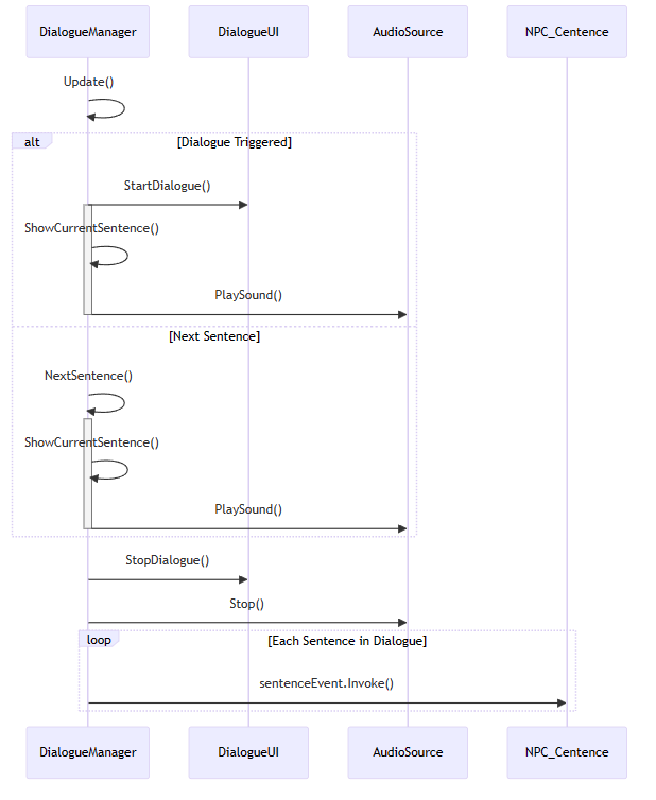 DialogueManager DialogueUI AudioSource NPC_Centence
Update()
alt [Dialogue Triggered]
StartDialogue()
ShowCurrentSentence()
PlaySound()
[Next Sentence]
NextSentence()
ShowCurrentSentence()
PlaySound()
StopDialogue()
Stop()
loop [Each Sentence in Dialogue]
sentenceEvent.Invoke()
DialogueManager DialogueUI AudioSource NPC_Centence